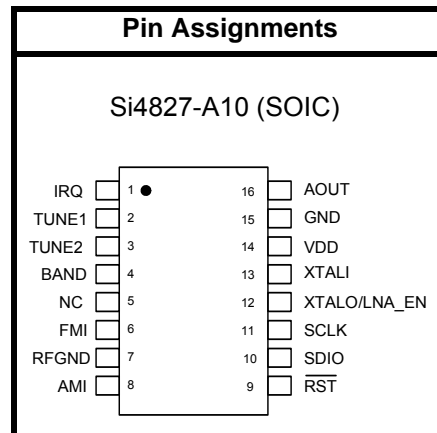 Pin Assignments
Si4827-A10 (SOIC)
IRQ 1 16 AOUT
TUNE1 2 15 GND
TUNE2 3 14 VDD
BAND 4 13 XTALI
NC 5 12 XTALO/LNA_EN
FMI 6 11 SCLK
RFGND 7 10 SDIO
AMI 8 9 RST